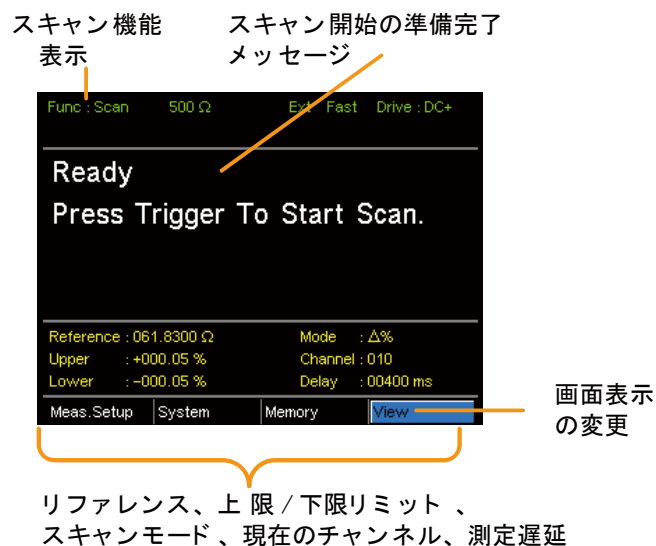 スキャン機能
表示
スキャン開始の準備完了
メッセージ
Func : Scan 500 Ω Ext Fast Drive : DC+
Ready
Press Trigger To Start Scan.
Reference : 061.8300 Ω Mode : Δ%
Upper : +000.05 % Channel : 010
Lower : −000.05 % Delay : 00400 ms
Meas.Setup System Memory View
画面表示
の変更
リファレンス、上限/下限リミット、
スキャンモード、現在のチャンネル、測定遅延